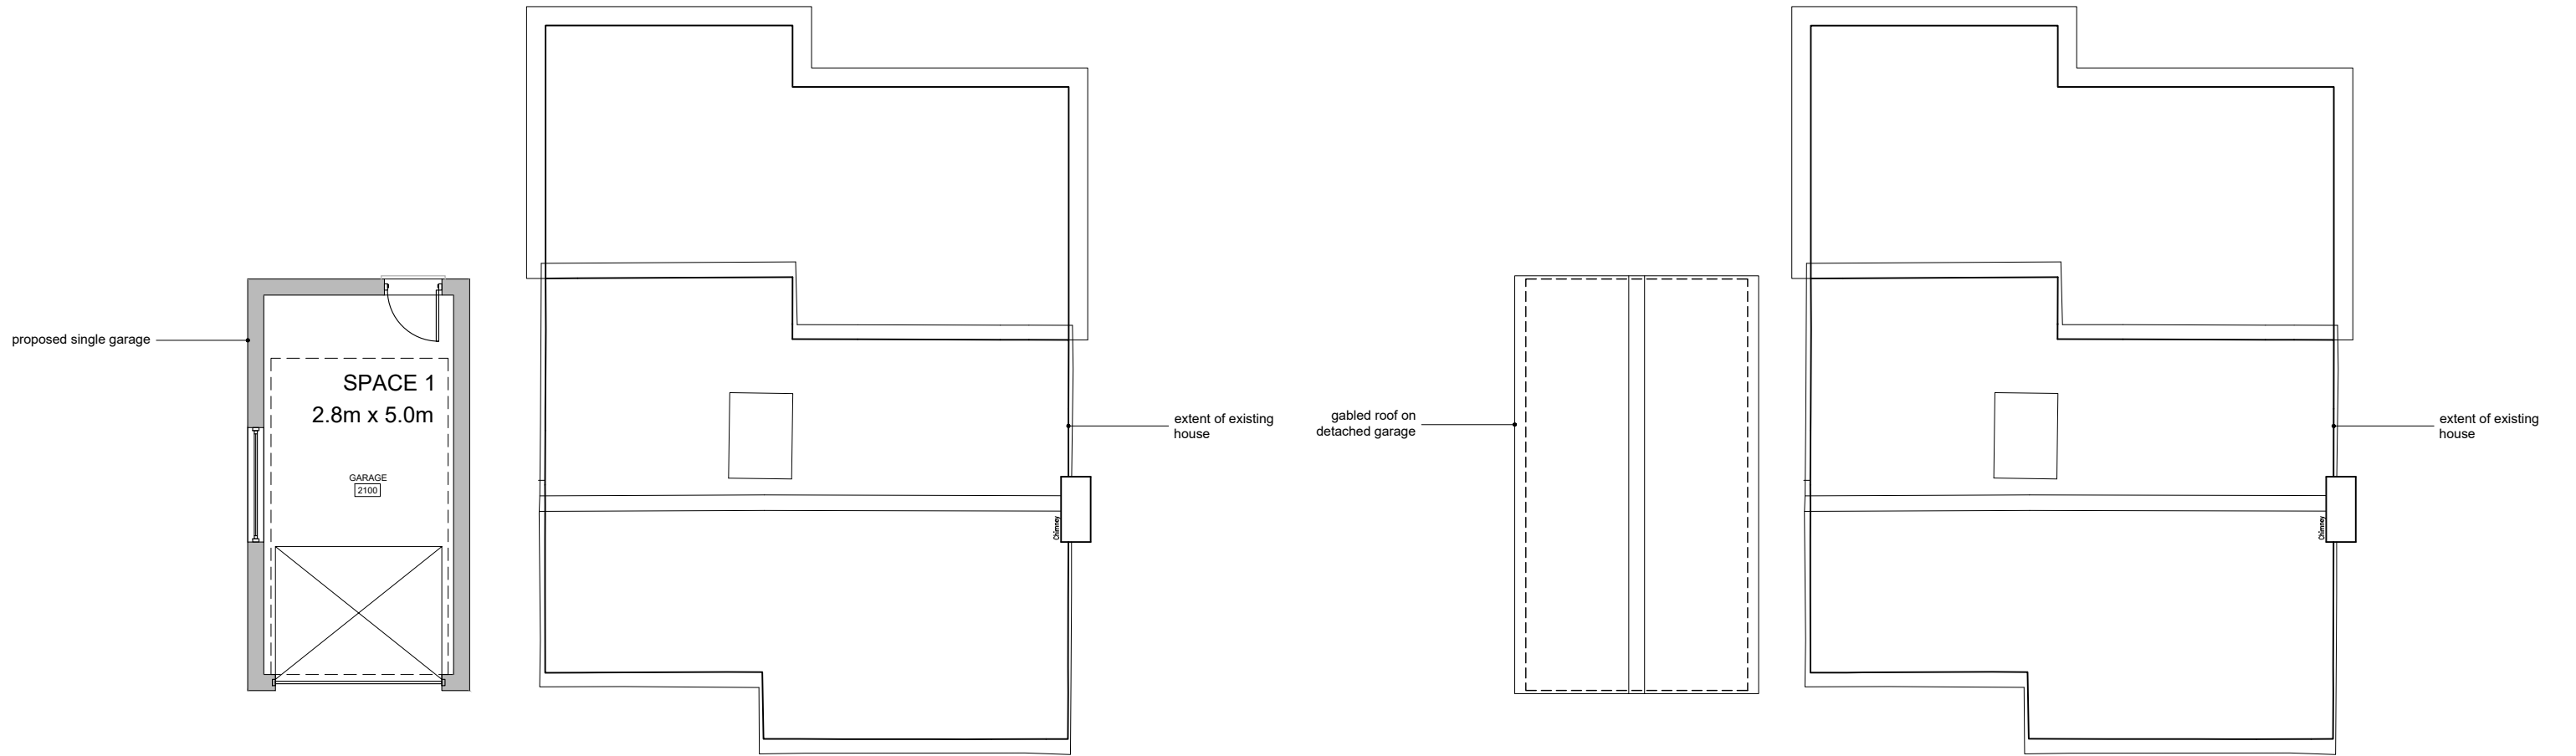 proposed single garage
SPACE 1
2.8m x 5.0m
GARAGE
2100
extent of existing
house
Chimney
gabled roof on
detached garage
extent of existing
house
Chimney